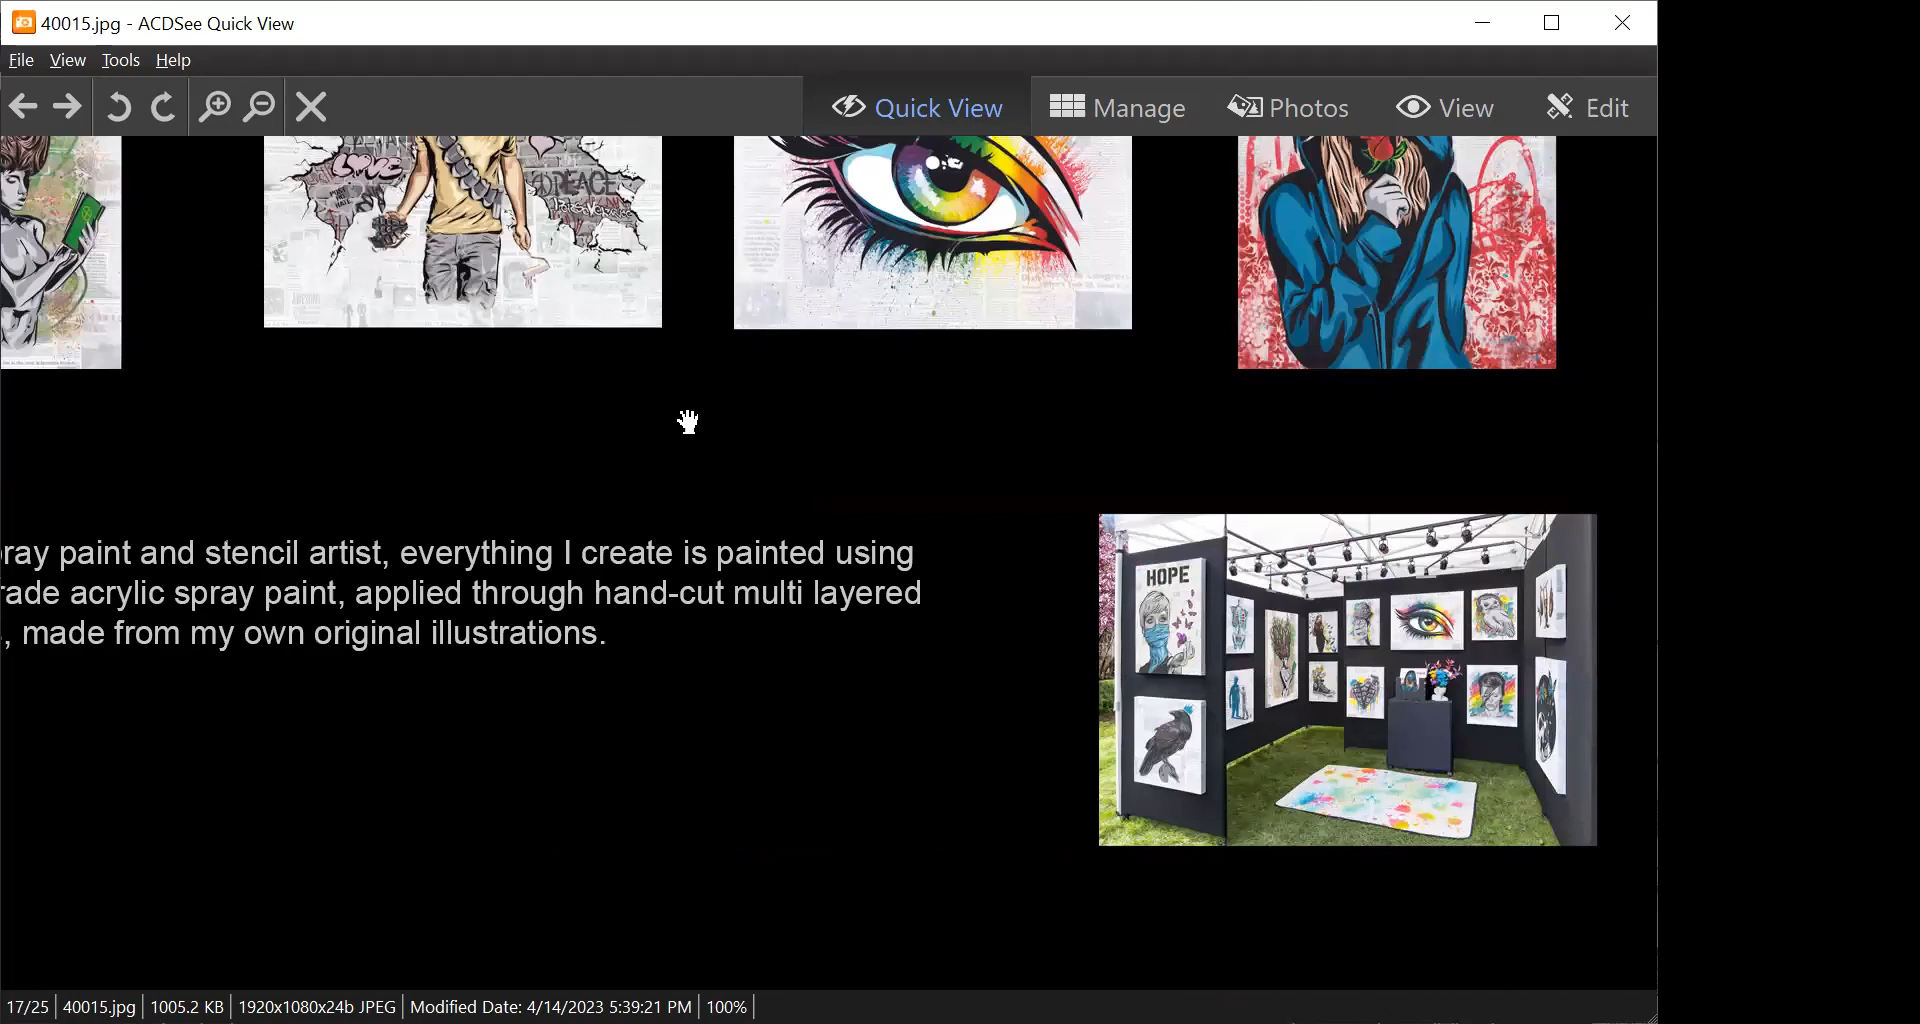 40015.jpg - ACDSee Quick View
File View Tools Help
Quick View Manage Photos View Edit
LOVE
PEACE
HOPE
ray paint and stencil artist, everything I create is painted using
rade acrylic spray paint, applied through hand-cut multi layered
, made from my own original illustrations.
17/25 40015.jpg 1005.2 KB 1920x1080x24b JPEG Modified Date: 4/14/2023 5:39:21 PM 100%